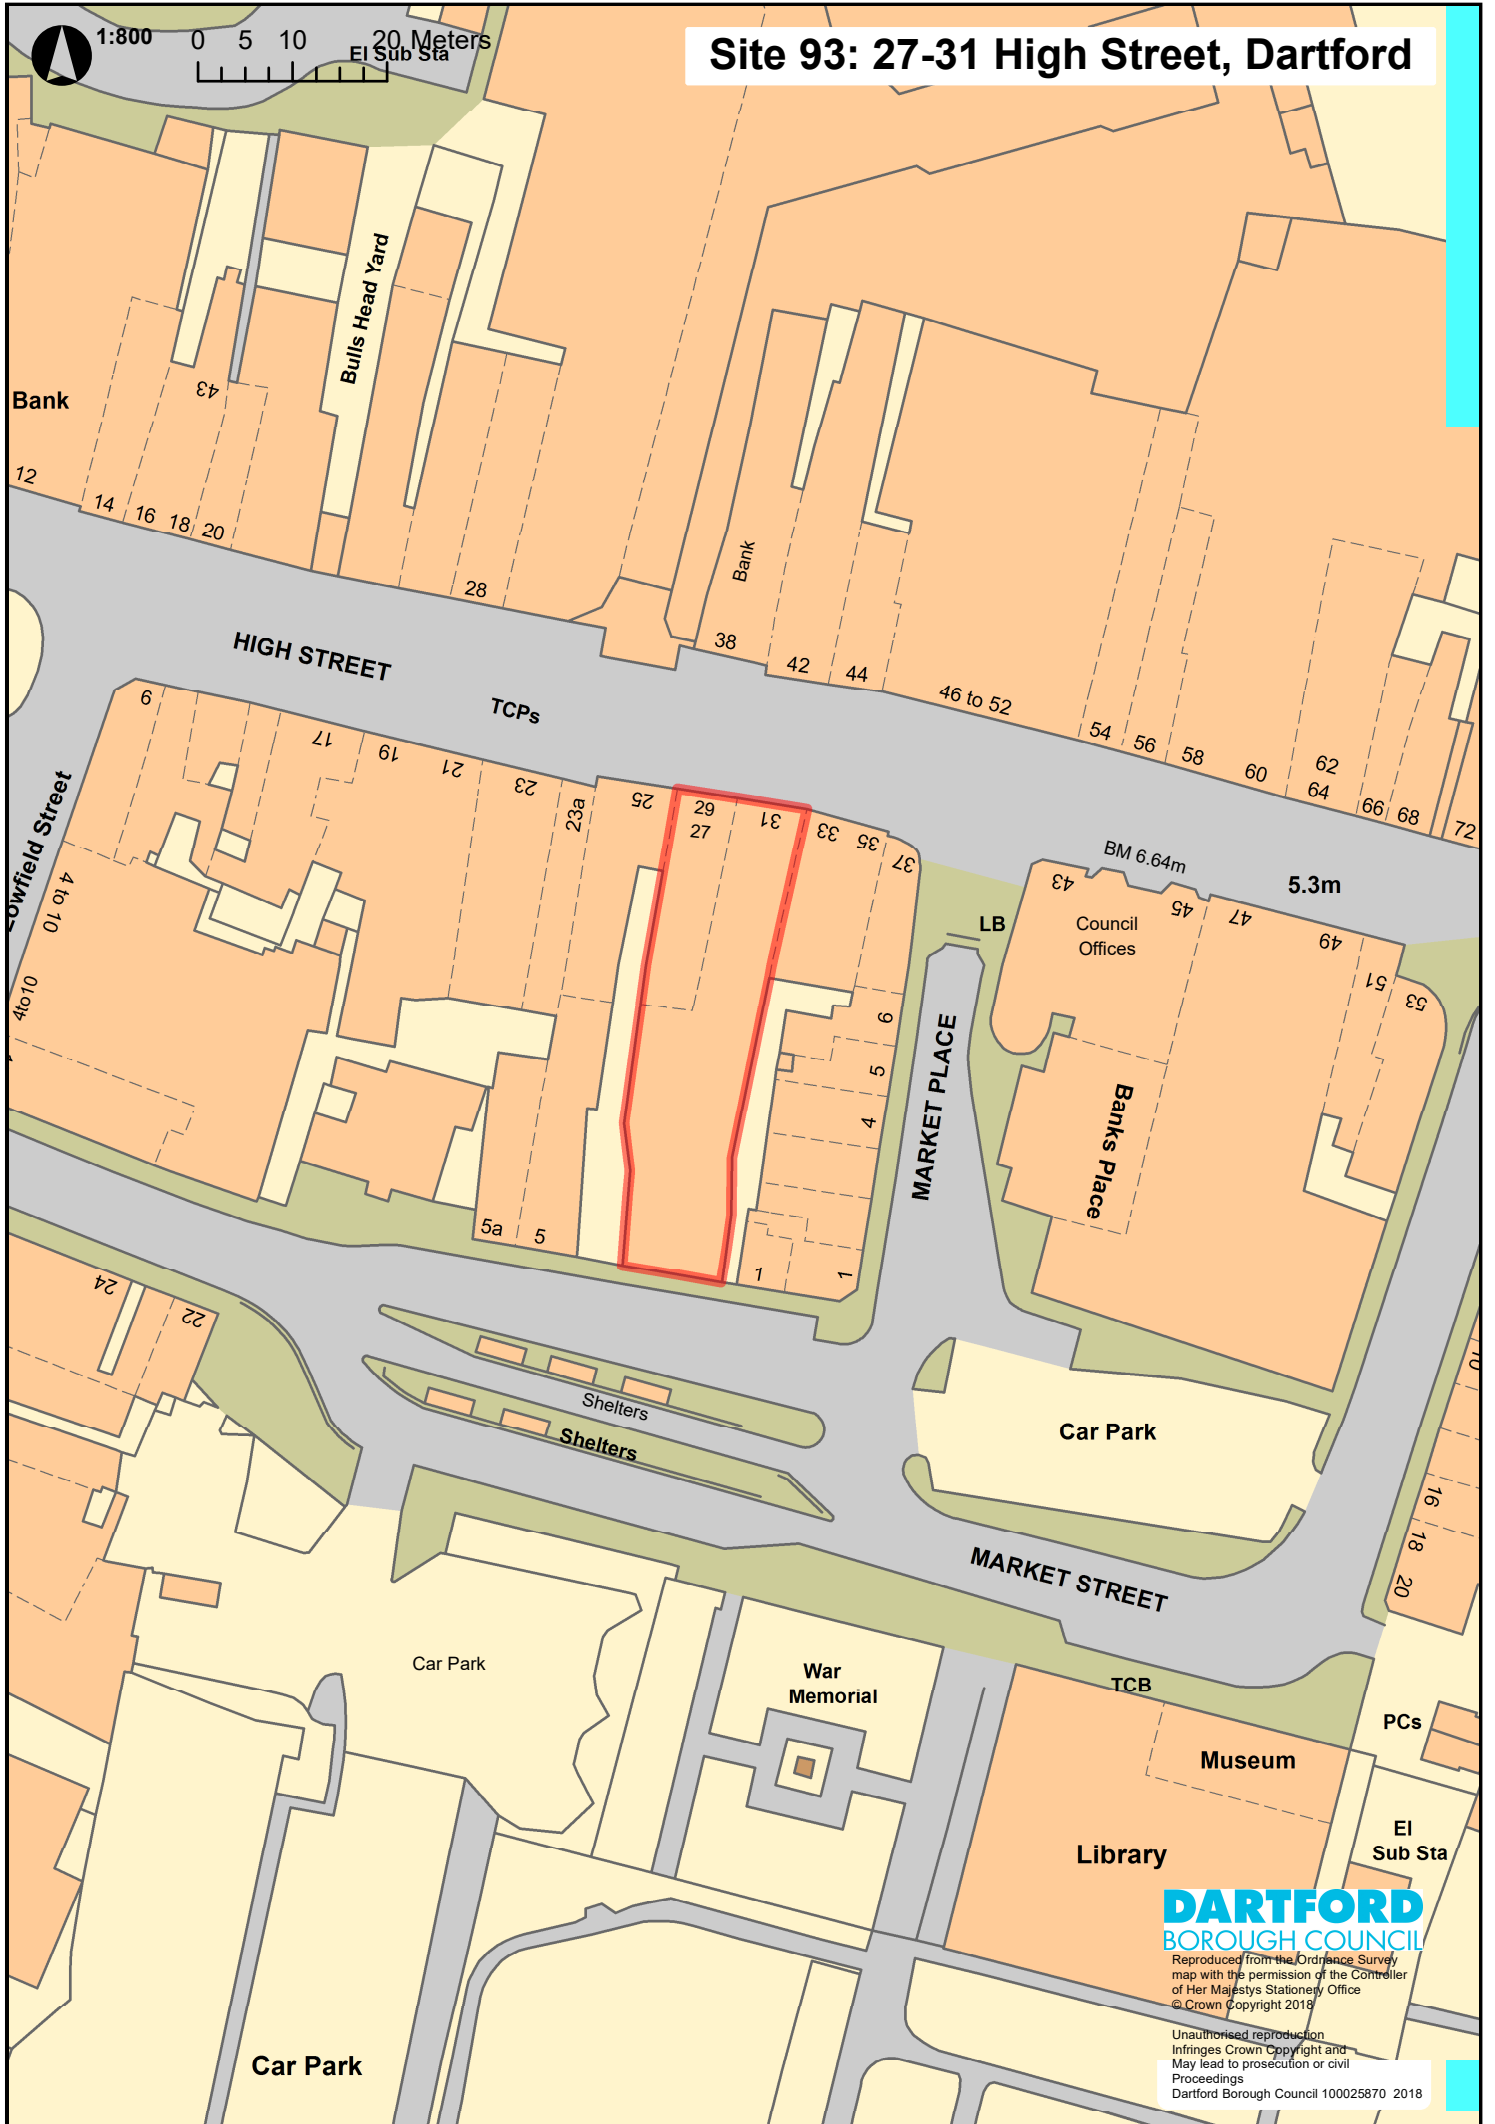 1:800
0 5 10 20 Meters
El Sub Sta
Site 93: 27-31 High Street, Dartford
Bulls Head Yard
43
Bank
12
14
16
18
20
28
Bank
38
42
44
46 to 52
54
56
58
60
62
64
66
68
72
HIGH STREET
TCPs
9
17
19
21
23
23a
25
29
27
31
33
35
37
BM 6.64m
5.3m
43
45
47
49
51
53
Council
Offices
LB
Lowfield Street
4 to 10
4to10
MARKET PLACE
6
5
4
Banks Place
5a
5
1
1
24
22
Shelters
Shelters
Car Park
MARKET STREET
16
18
20
Car Park
War
Memorial
TCB
PCs
Museum
Library
El
Sub Sta
Car Park
DARTFORD
BOROUGH COUNCIL
Reproduced from the Ordnance Survey
map with the permission of the Controller
of Her Majestys Stationery Office
© Crown Copyright 2018
Unauthorised reproduction
Infringes Crown Copyright and
May lead to prosecution or civil
Proceedings
Dartford Borough Council 100025870 2018